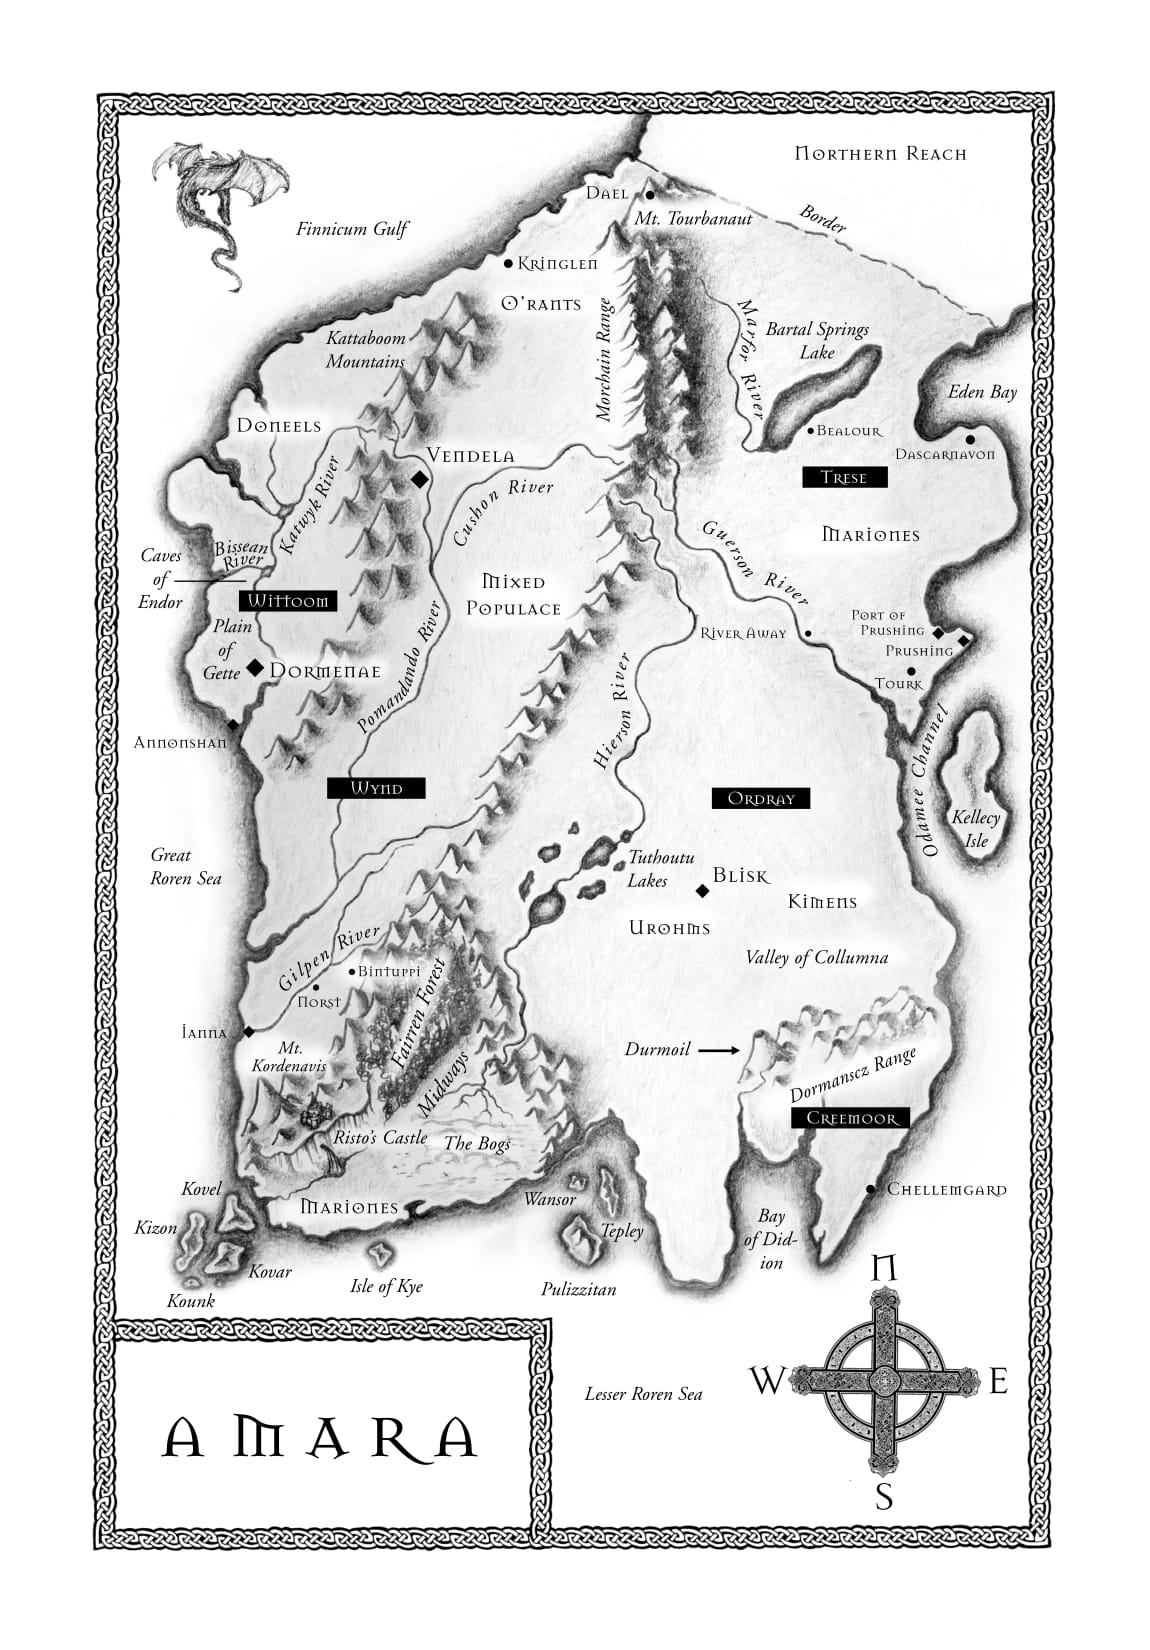 Northern Reach
Dael
Mt. Tourbanaut
Border
Finnicum Gulf
Kringlen
O'rants
Morchain Range
Marfor River
Bartal Springs
Lake
Kattaboom
Mountains
Eden Bay
Doneels
Bealour
Vendela
Dascarnavon
Trese
Katwyk River
Cushon River
Mariones
Guerson River
Caves
of
Endor
Bissean
River
Mixed
Populace
Wittoom
Plain
of
Gette
Port of
Prushing
Prushing
River Away
Dormenae
Tourk
Pomandando River
Hierson River
Annonshan
Odamee Channel
Wynd
Ordray
Kellecy
Isle
Great
Roren Sea
Tuthoutu
Lakes
Blisk
Kimens
Urohms
Gilpen River
Valley of Collumna
Bintuppi
Norst
Fairren Forest
Ianna
Mt.
Kordenavis
Durmoil
Dormanscz Range
Midways
Creemoor
Risto's Castle
The Bogs
Kovel
Mariones
Wansor
Chellemgard
Kizon
Tepley
Bay
of Did-
ion
Kovar
Isle of Kye
Pulizzitan
Kounk
N
W
E
S
Lesser Roren Sea
AMARA